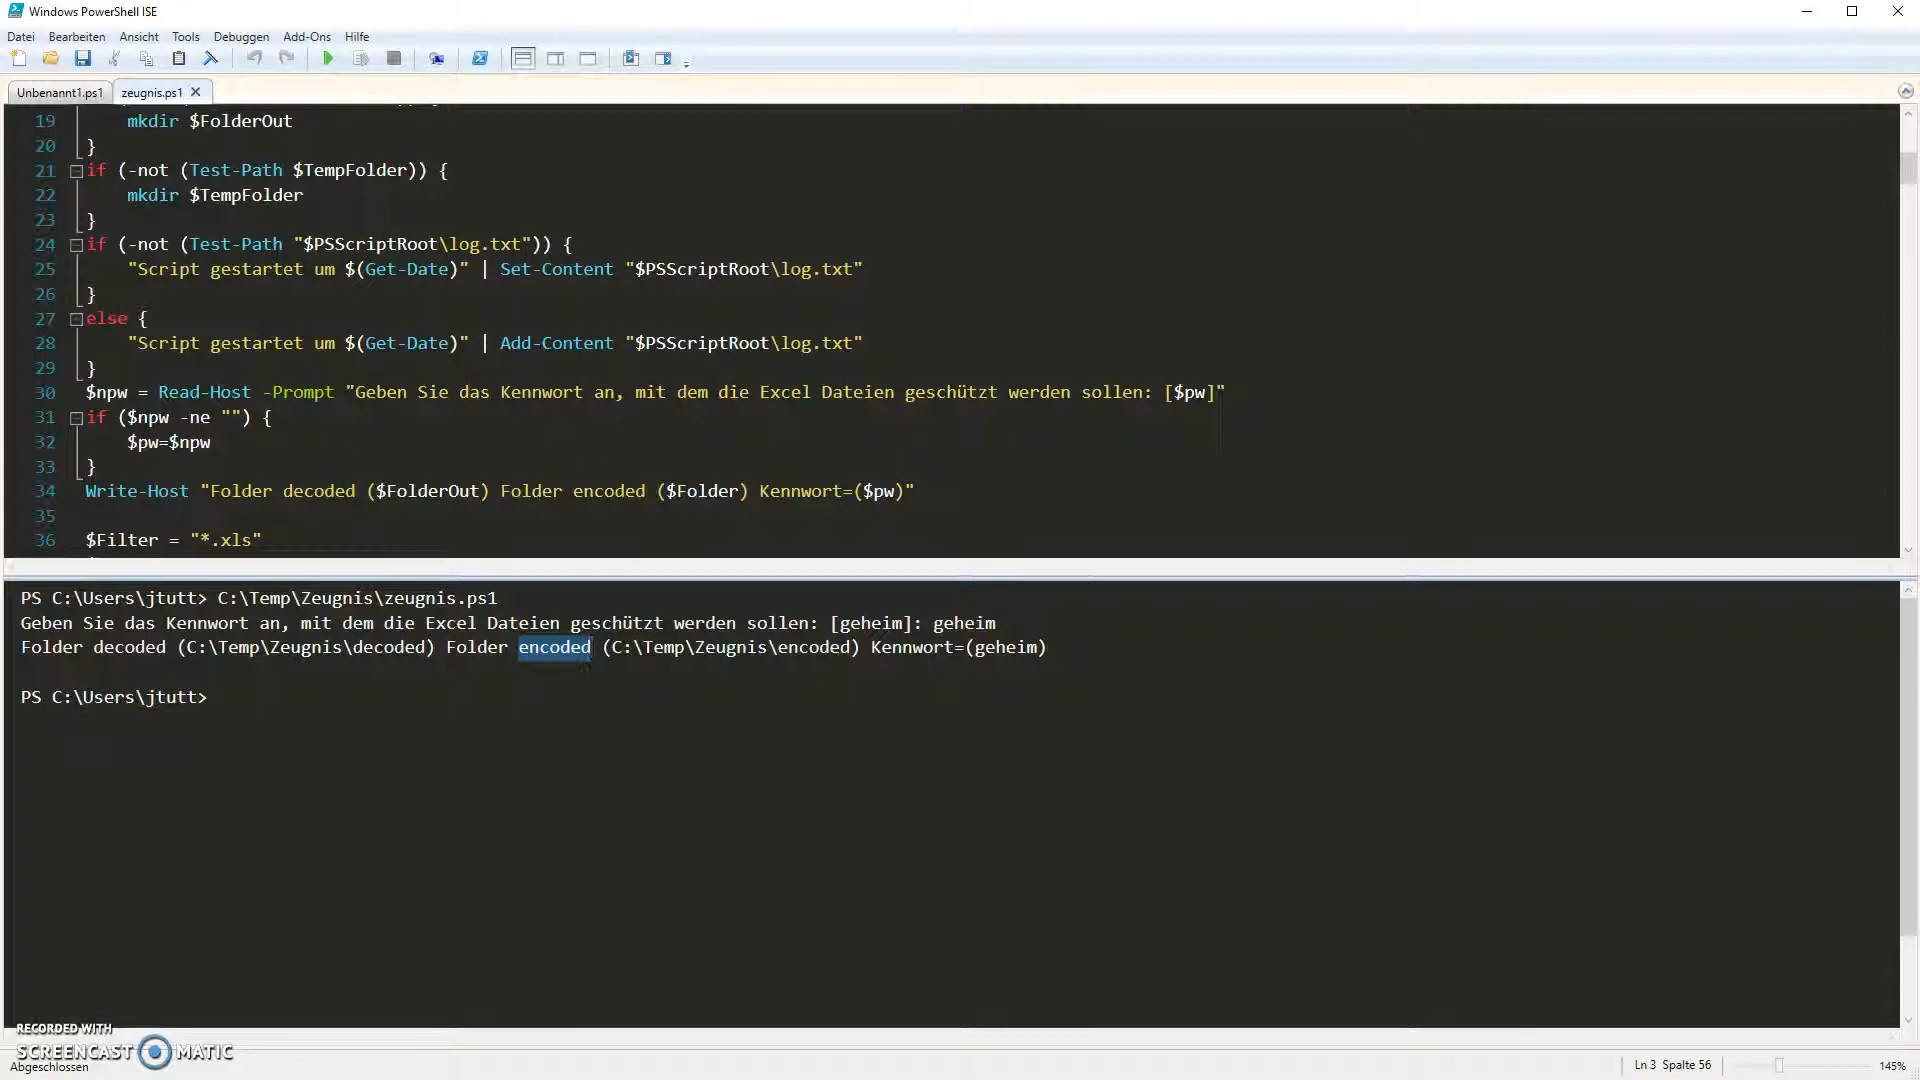 Windows PowerShell ISE
Datei Bearbeiten Ansicht Tools Debuggen Add-Ons Hilfe
Unbenannt1.ps1 zeugnis.ps1
19 mkdir $FolderOut
20 }
21 if (-not (Test-Path $TempFolder)) {
22 mkdir $TempFolder
23 }
24 if (-not (Test-Path "$PSScriptRoot\log.txt")) {
25 "Script gestartet um $(Get-Date)" | Set-Content "$PSScriptRoot\log.txt"
26 }
27 else {
28 "Script gestartet um $(Get-Date)" | Add-Content "$PSScriptRoot\log.txt"
29 }
30 $npw = Read-Host -Prompt "Geben Sie das Kennwort an, mit dem die Excel Dateien geschützt werden sollen: [$pw]"
31 if ($npw -ne "") {
32 $pw=$npw
33 }
34 Write-Host "Folder decoded ($FolderOut) Folder encoded ($Folder) Kennwort=($pw)"
35
36 $Filter = "*.xls"
PS C:\Users\jtutt> C:\Temp\Zeugnis\zeugnis.ps1
Geben Sie das Kennwort an, mit dem die Excel Dateien geschützt werden sollen: [geheim]: geheim
Folder decoded (C:\Temp\Zeugnis\decoded) Folder encoded (C:\Temp\Zeugnis\encoded) Kennwort=(geheim)
PS C:\Users\jtutt>
RECORDED WITH
SCREENCAST MATIC
Abgeschlossen Ln 3 Spalte 56 145%